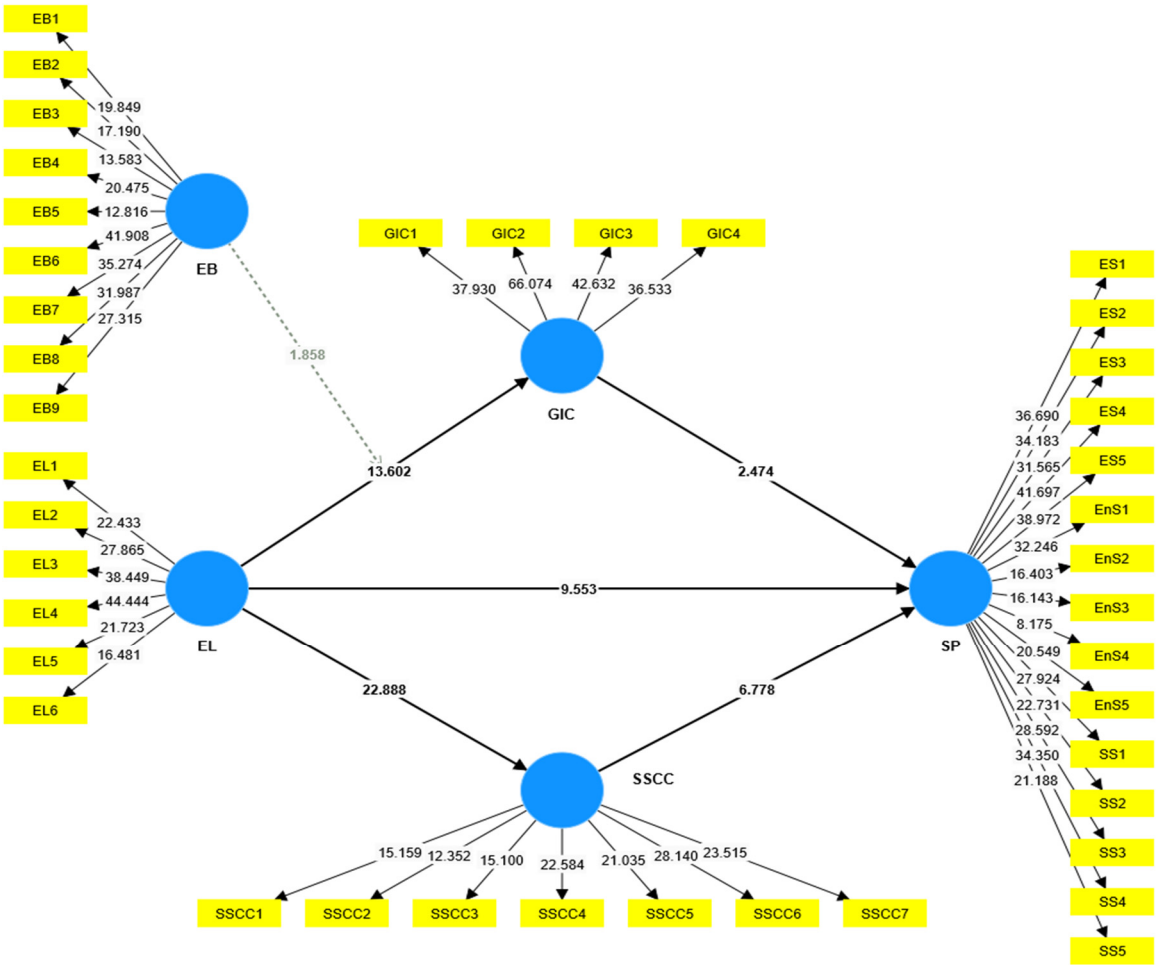 EB1
EB2
EB3
EB4
EB5
EB6
EB7
EB8
EB9
19.849
17.190
13.583
20.475
12.816
41.908
35.274
31.987
27.315
EB
1.858
GIC1
GIC2
GIC3
GIC4
37.930
66.074
42.632
36.533
GIC
13.602
2.474
EL1
EL2
EL3
EL4
EL5
EL6
22.433
27.865
38.449
44.444
21.723
16.481
EL
9.553
22.888
6.778
SP
SSCC
15.159
12.352
15.100
22.584
21.035
28.140
23.515
SSCC1
SSCC2
SSCC3
SSCC4
SSCC5
SSCC6
SSCC7
36.690
34.183
31.565
41.697
38.972
32.246
16.403
16.143
8.175
20.549
27.924
22.731
28.592
34.350
21.188
ES1
ES2
ES3
ES4
ES5
EnS1
EnS2
EnS3
EnS4
EnS5
SS1
SS2
SS3
SS4
SS5